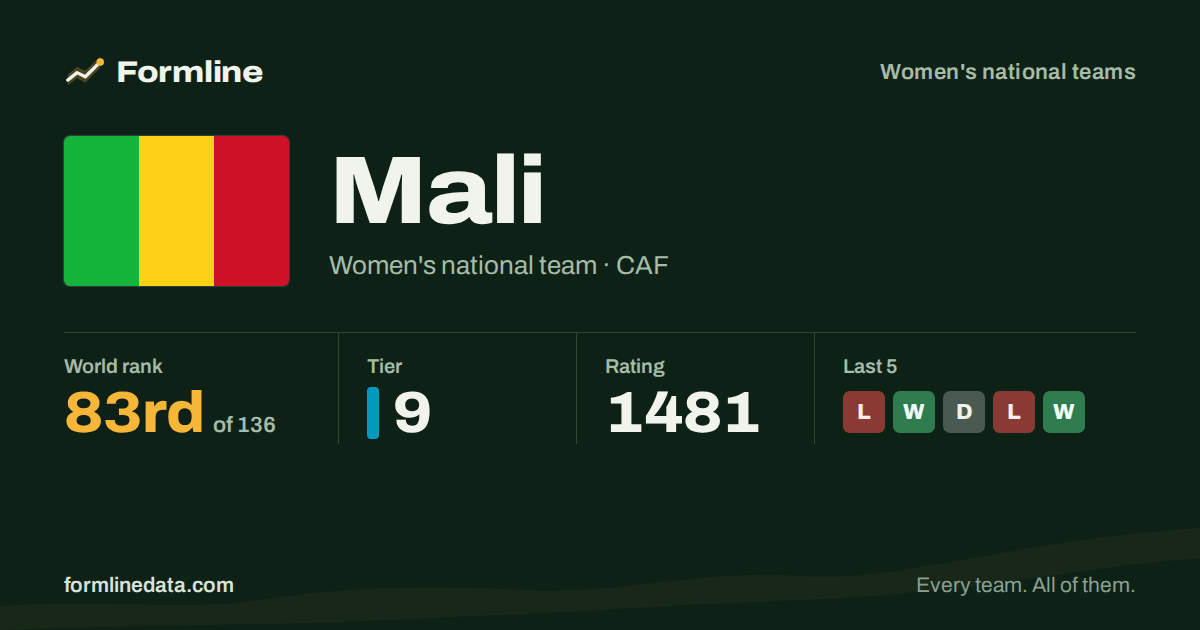 Formline
Women's national teams
Mali
Women's national team · CAF
World rank
83rd of 136
Tier
9
Rating
1481
Last 5
L W D L W
formlinedata.com
Every team. All of them.